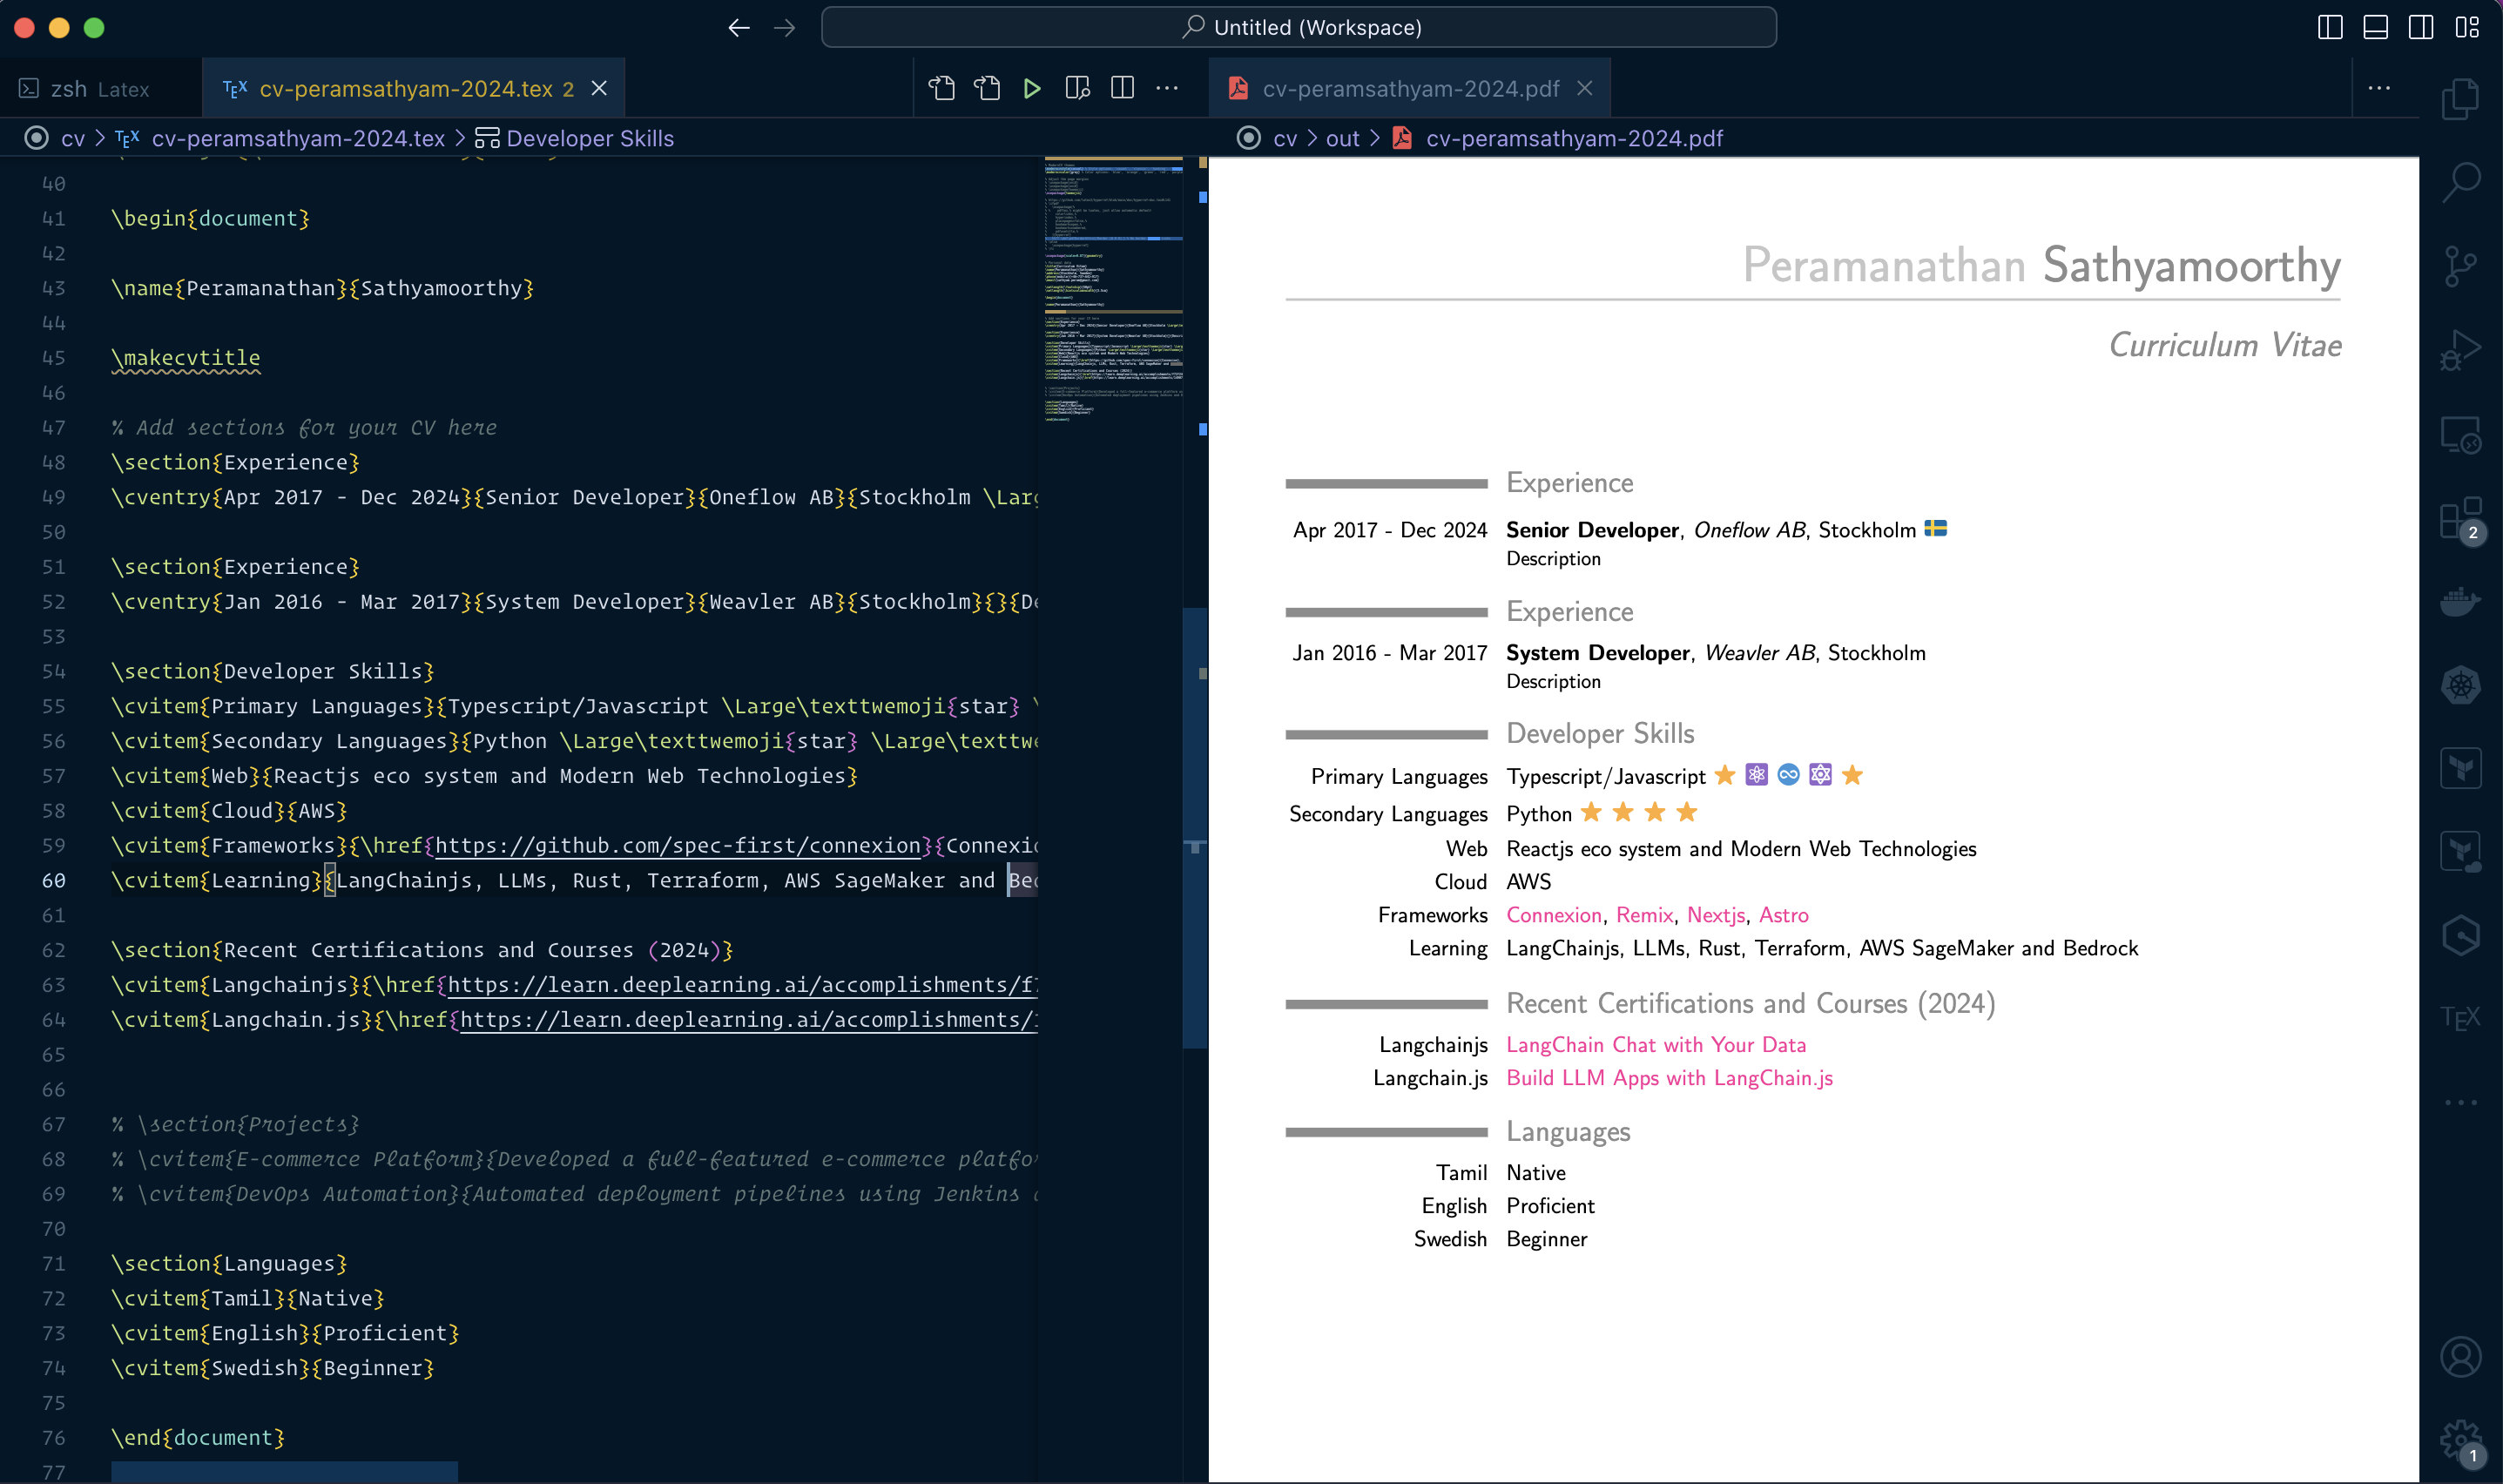 Untitled (Workspace)
zsh Latex
cv-peramsathyam-2024.tex 2
cv > TEX cv-peramsathyam-2024.tex > Developer Skills
40
41 \begin{document}
42
43 \name{Peramanathan}{Sathyamoorthy}
44
45 \makecvtitle
46
47 % Add sections for your CV here
48 \section{Experience}
49 \cventry{Apr 2017 - Dec 2024}{Senior Developer}{Oneflow AB}{Stockholm \Larg
50
51 \section{Experience}
52 \cventry{Jan 2016 - Mar 2017}{System Developer}{Weavler AB}{Stockholm}{}{De
53
54 \section{Developer Skills}
55 \cvitem{Primary Languages}{Typescript/Javascript \Large\texttwemoji{star} \
56 \cvitem{Secondary Languages}{Python \Large\texttwemoji{star} \Large\texttwe
57 \cvitem{Web}{Reactjs eco system and Modern Web Technologies}
58 \cvitem{Cloud}{AWS}
59 \cvitem{Frameworks}{\href{https://github.com/spec-first/connexion}{Connexio
60 \cvitem{Learning}{LangChainjs, LLMs, Rust, Terraform, AWS SageMaker and Bed
61
62 \section{Recent Certifications and Courses (2024)}
63 \cvitem{Langchainjs}{\href{https://learn.deeplearning.ai/accomplishments/f7
64 \cvitem{Langchain.js}{\href{https://learn.deeplearning.ai/accomplishments/
65
66
67 % \section{Projects}
68 % \cvitem{E-commerce Platform}{Developed a full-featured e-commerce platfor
69 % \cvitem{DevOps Automation}{Automated deployment pipelines using Jenkins
70
71 \section{Languages}
72 \cvitem{Tamil}{Native}
73 \cvitem{English}{Proficient}
74 \cvitem{Swedish}{Beginner}
75
76 \end{document}
77
cv-peramsathyam-2024.pdf
cv > out > cv-peramsathyam-2024.pdf
Peramanathan Sathyamoorthy
Curriculum Vitae
Experience
Apr 2017 - Dec 2024 Senior Developer, Oneflow AB, Stockholm 🇸🇪
Description
Experience
Jan 2016 - Mar 2017 System Developer, Weavler AB, Stockholm
Description
Developer Skills
Primary Languages Typescript/Javascript ⭐ ⚛ ♾ 🔯 ⭐
Secondary Languages Python ⭐ ⭐ ⭐ ⭐
Web Reactjs eco system and Modern Web Technologies
Cloud AWS
Frameworks Connexion, Remix, Nextjs, Astro
Learning LangChainjs, LLMs, Rust, Terraform, AWS SageMaker and Bedrock
Recent Certifications and Courses (2024)
Langchainjs LangChain Chat with Your Data
Langchain.js Build LLM Apps with LangChain.js
Languages
Tamil Native
English Proficient
Swedish Beginner
2
TEX
1